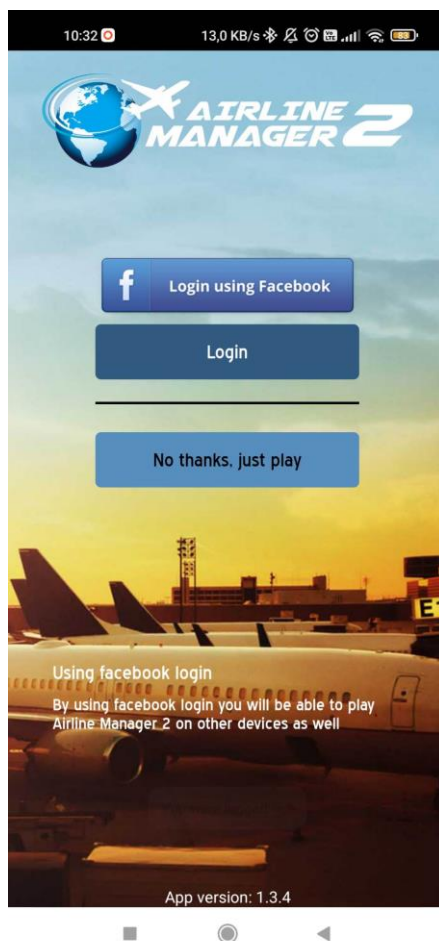 10:32 13,0 KB/s 83
AIRLINE
MANAGER 2
f Login using Facebook
Login
No thanks, just play
E
Using facebook login
By using facebook login you will be able to play
Airline Manager 2 on other devices as well
App version: 1.3.4